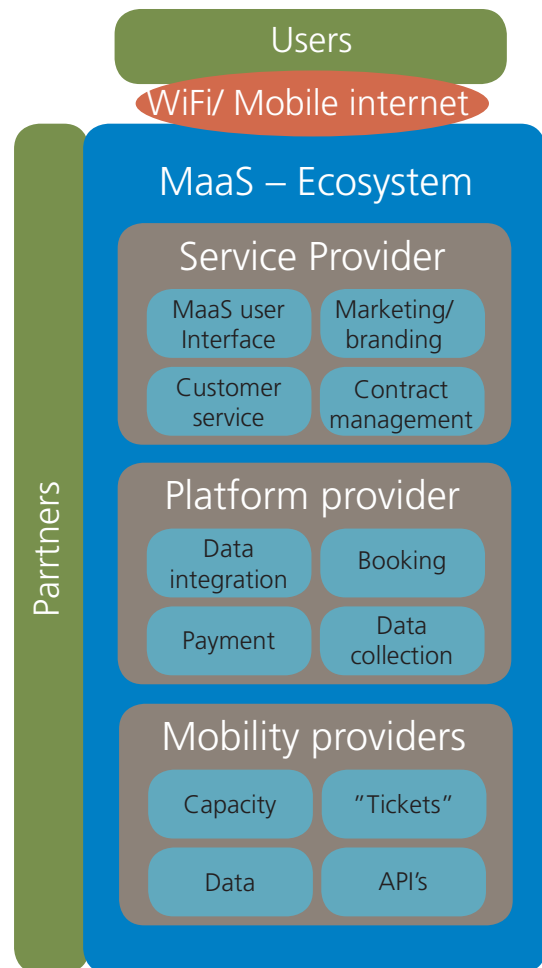 Users
WiFi/ Mobile internet
MaaS – Ecosystem
Service Provider
MaaS user
Interface
Marketing/
branding
Customer
service
Contract
management
Platform provider
Data
integration
Booking
Payment
Data
collection
Mobility providers
Capacity
”Tickets”
Data
API's
Parrtners